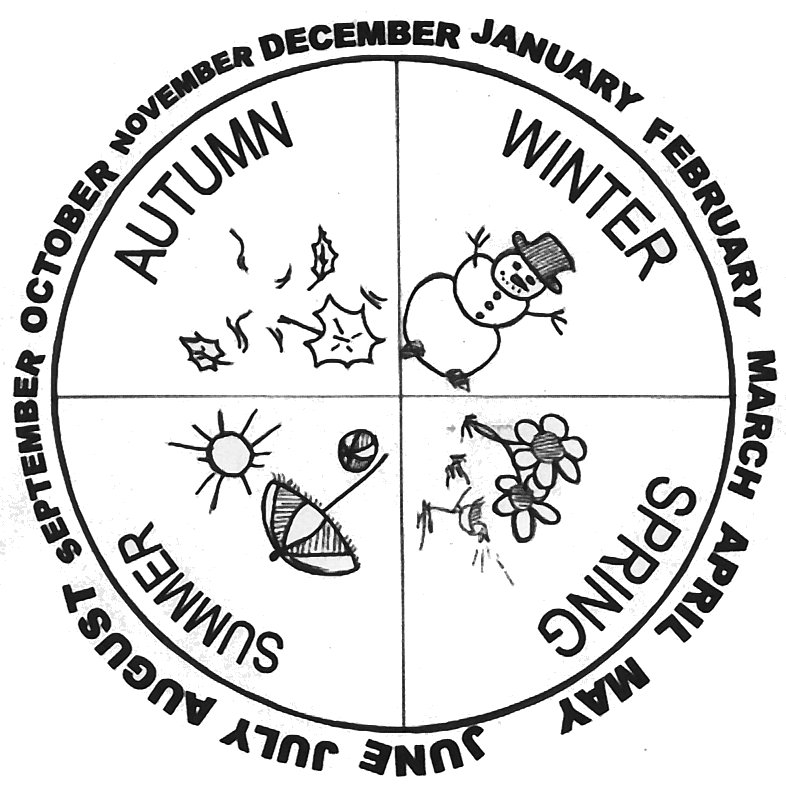 JANUARY
FEBRUARY
MARCH
APRIL
MAY
JUNE
JULY
AUGUST
SEPTEMBER
OCTOBER
NOVEMBER
DECEMBER
WINTER
SPRING
SUMMER
AUTUMN